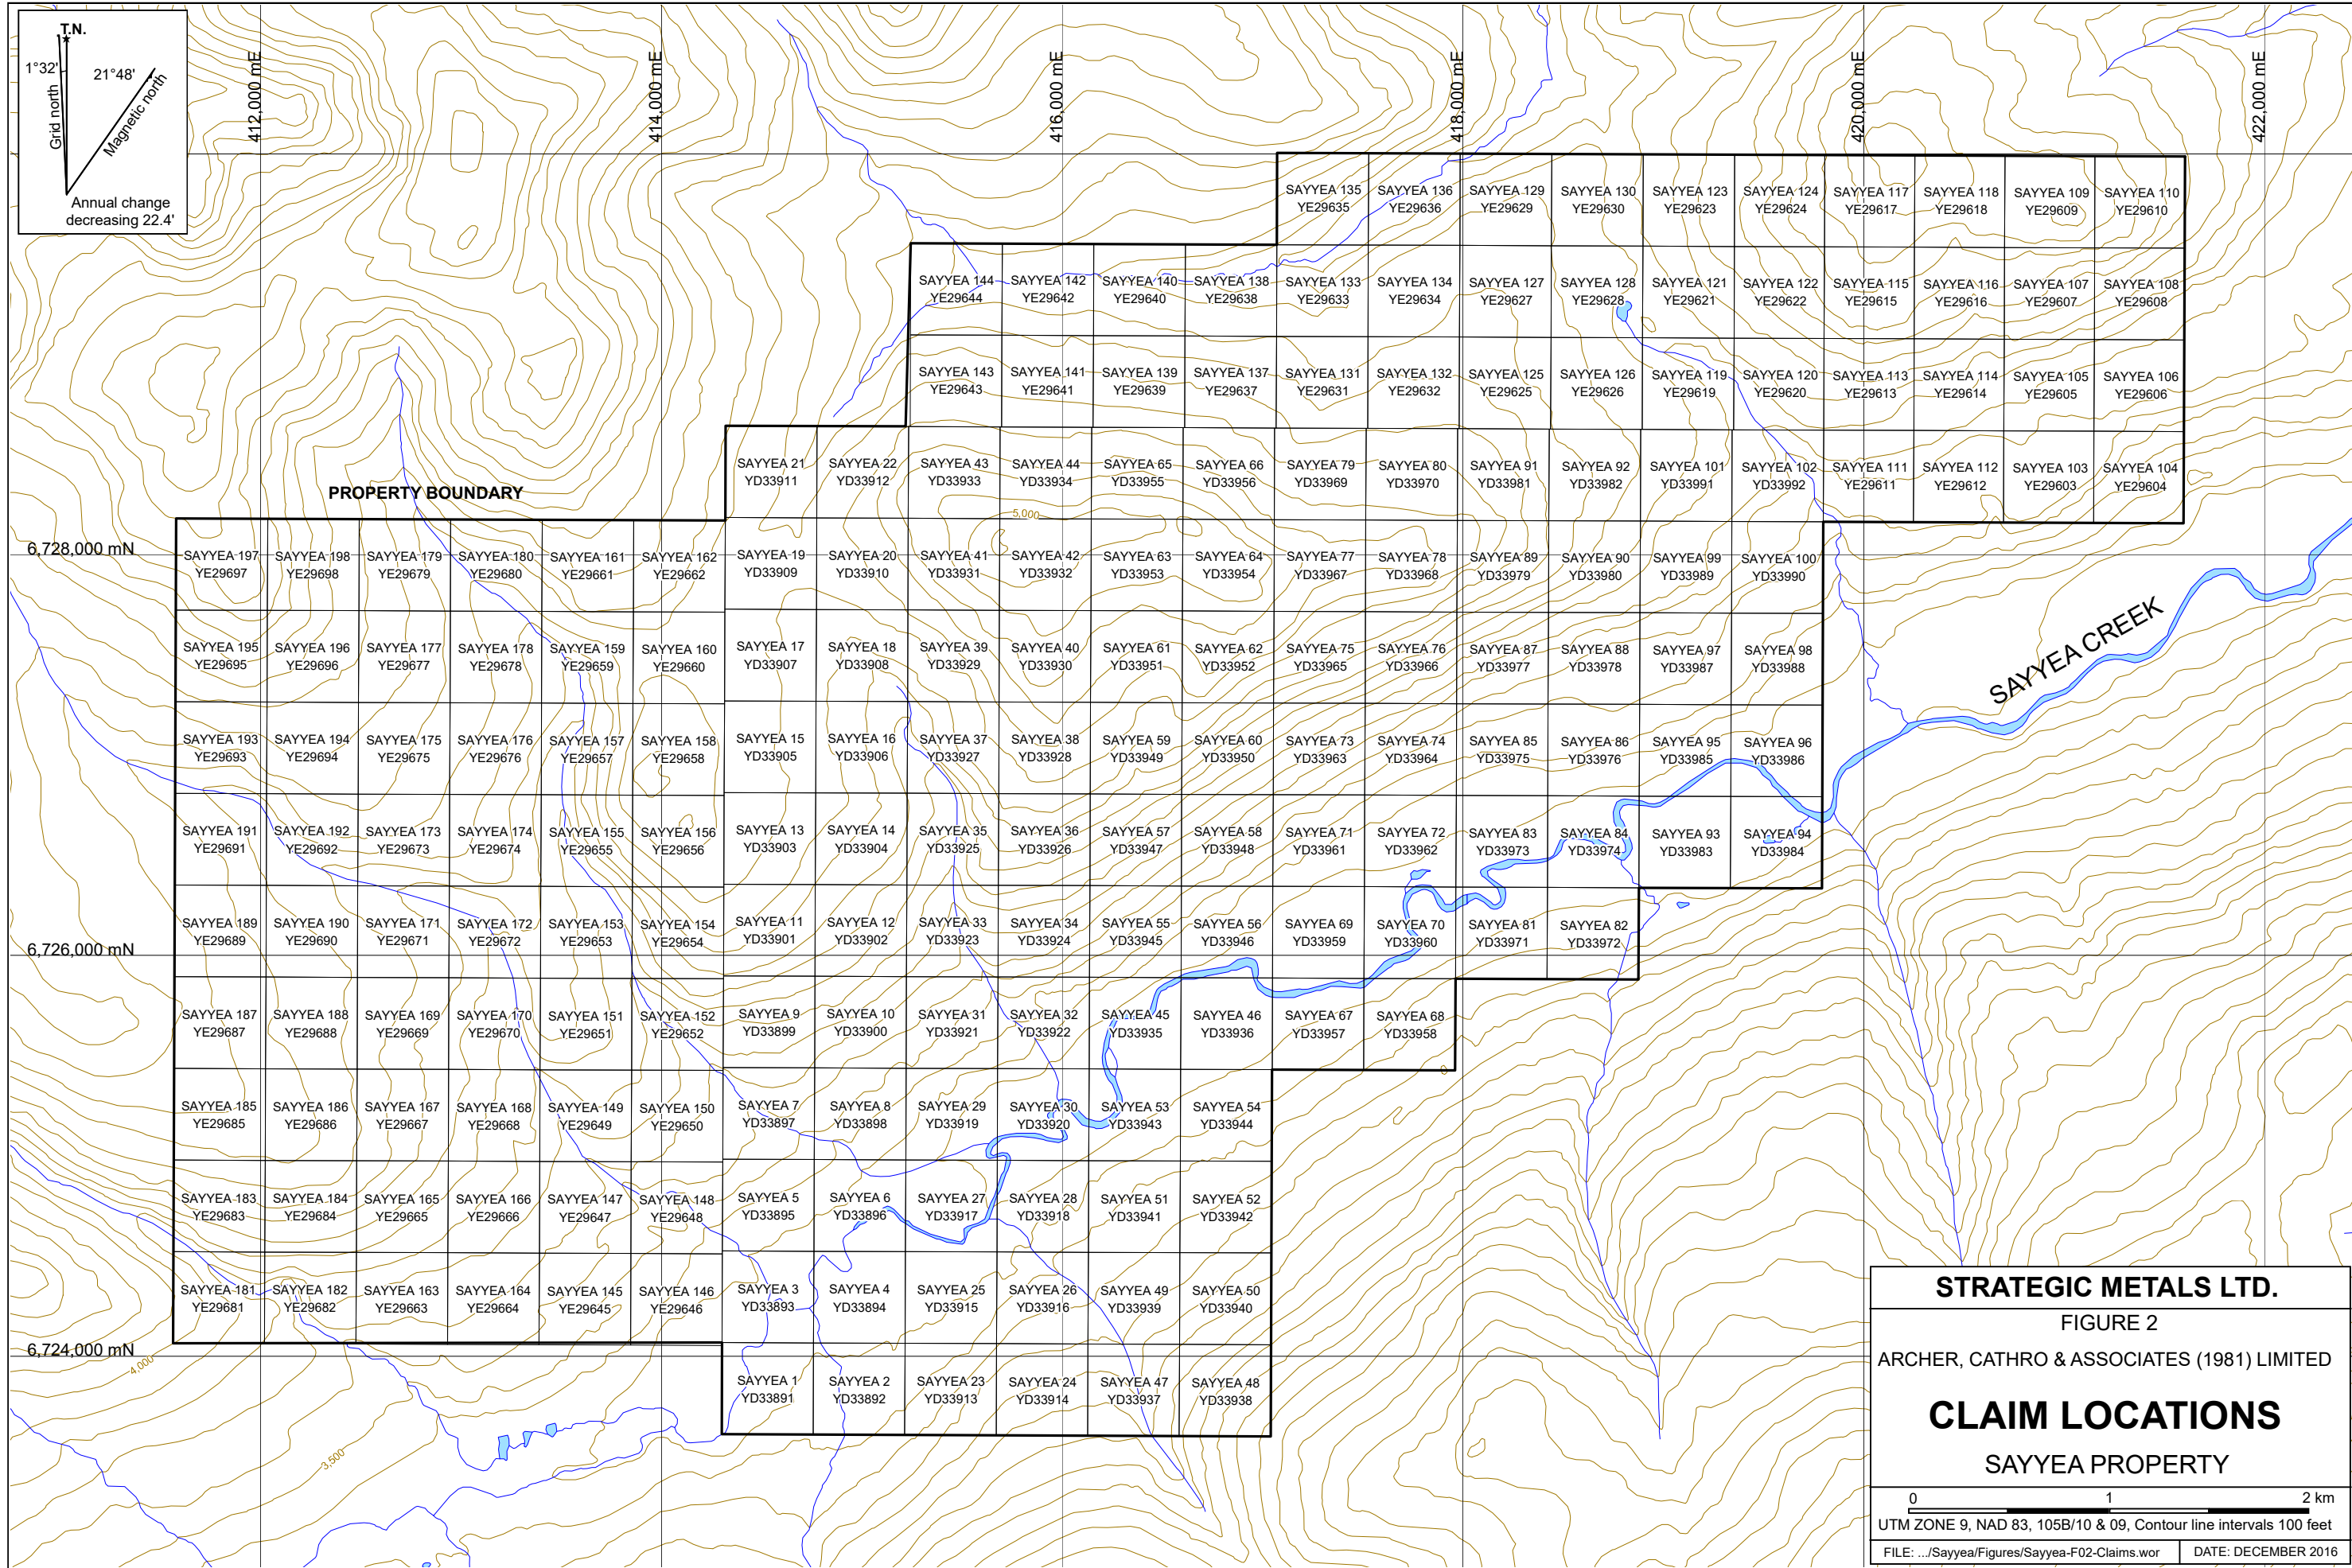 T.N.
1°32'
21°48'
Grid north
Magnetic north
Annual change
decreasing 22.4'
412,000 mE
414,000 mE
416,000 mE
418,000 mE
420,000 mE
422,000 mE
SAYYEA 135 SAYYEA 136 SAYYEA 129 SAYYEA 130 SAYYEA 123 SAYYEA 124 SAYYEA 117 SAYYEA 118 SAYYEA 109 SAYYEA 110
YE29635 YE29636 YE29629 YE29630 YE29623 YE29624 YE29617 YE29618 YE29609 YE29610
SAYYEA 144 SAYYEA 142 SAYYEA 140 SAYYEA 138 SAYYEA 133 SAYYEA 134 SAYYEA 127 SAYYEA 128 SAYYEA 121 SAYYEA 122 SAYYEA 115 SAYYEA 116 SAYYEA 107 SAYYEA 108
YE29644 YE29642 YE29640 YE29638 YE29633 YE29634 YE29627 YE29628 YE29621 YE29622 YE29615 YE29616 YE29607 YE29608
SAYYEA 143 SAYYEA 141 SAYYEA 139 SAYYEA 137 SAYYEA 131 SAYYEA 132 SAYYEA 125 SAYYEA 126 SAYYEA 119 SAYYEA 120 SAYYEA 113 SAYYEA 114 SAYYEA 105 SAYYEA 106
YE29643 YE29641 YE29639 YE29637 YE29631 YE29632 YE29625 YE29626 YE29619 YE29620 YE29613 YE29614 YE29605 YE29606
SAYYEA 21 SAYYEA 22 SAYYEA 43 SAYYEA 44 SAYYEA 65 SAYYEA 66 SAYYEA 79 SAYYEA 80 SAYYEA 91 SAYYEA 92 SAYYEA 101 SAYYEA 102 SAYYEA 111 SAYYEA 112 SAYYEA 103 SAYYEA 104
YD33911 YD33912 YD33933 YD33934 YD33955 YD33956 YD33969 YD33970 YD33981 YD33982 YD33991 YD33992 YE29611 YE29612 YE29603 YE29604
PROPERTY BOUNDARY
5,000
6,728,000 mN
SAYYEA 197 SAYYEA 198 SAYYEA 179 SAYYEA 180 SAYYEA 161 SAYYEA 162 SAYYEA 19 SAYYEA 20 SAYYEA 41 SAYYEA 42 SAYYEA 63 SAYYEA 64 SAYYEA 77 SAYYEA 78 SAYYEA 89 SAYYEA 90 SAYYEA 99 SAYYEA 100
YE29697 YE29698 YE29679 YE29680 YE29661 YE29662 YD33909 YD33910 YD33931 YD33932 YD33953 YD33954 YD33967 YD33968 YD33979 YD33980 YD33989 YD33990
SAYYEA 195 SAYYEA 196 SAYYEA 177 SAYYEA 178 SAYYEA 159 SAYYEA 160 SAYYEA 17 SAYYEA 18 SAYYEA 39 SAYYEA 40 SAYYEA 61 SAYYEA 62 SAYYEA 75 SAYYEA 76 SAYYEA 87 SAYYEA 88 SAYYEA 97 SAYYEA 98
YE29695 YE29696 YE29677 YE29678 YE29659 YE29660 YD33907 YD33908 YD33929 YD33930 YD33951 YD33952 YD33965 YD33966 YD33977 YD33978 YD33987 YD33988
SAYYEA CREEK
SAYYEA 193 SAYYEA 194 SAYYEA 175 SAYYEA 176 SAYYEA 157 SAYYEA 158 SAYYEA 15 SAYYEA 16 SAYYEA 37 SAYYEA 38 SAYYEA 59 SAYYEA 60 SAYYEA 73 SAYYEA 74 SAYYEA 85 SAYYEA 86 SAYYEA 95 SAYYEA 96
YE29693 YE29694 YE29675 YE29676 YE29657 YE29658 YD33905 YD33906 YD33927 YD33928 YD33949 YD33950 YD33963 YD33964 YD33975 YD33976 YD33985 YD33986
SAYYEA 191 SAYYEA 192 SAYYEA 173 SAYYEA 174 SAYYEA 155 SAYYEA 156 SAYYEA 13 SAYYEA 14 SAYYEA 35 SAYYEA 36 SAYYEA 57 SAYYEA 58 SAYYEA 71 SAYYEA 72 SAYYEA 83 SAYYEA 84 SAYYEA 93 SAYYEA 94
YE29691 YE29692 YE29673 YE29674 YE29655 YE29656 YD33903 YD33904 YD33925 YD33926 YD33947 YD33948 YD33961 YD33962 YD33973 YD33974 YD33983 YD33984
SAYYEA 189 SAYYEA 190 SAYYEA 171 SAYYEA 172 SAYYEA 153 SAYYEA 154 SAYYEA 11 SAYYEA 12 SAYYEA 33 SAYYEA 34 SAYYEA 55 SAYYEA 56 SAYYEA 69 SAYYEA 70 SAYYEA 81 SAYYEA 82
YE29689 YE29690 YE29671 YE29672 YE29653 YE29654 YD33901 YD33902 YD33923 YD33924 YD33945 YD33946 YD33959 YD33960 YD33971 YD33972
6,726,000 mN
SAYYEA 187 SAYYEA 188 SAYYEA 169 SAYYEA 170 SAYYEA 151 SAYYEA 152 SAYYEA 9 SAYYEA 10 SAYYEA 31 SAYYEA 32 SAYYEA 45 SAYYEA 46 SAYYEA 67 SAYYEA 68
YE29687 YE29688 YE29669 YE29670 YE29651 YE29652 YD33899 YD33900 YD33921 YD33922 YD33935 YD33936 YD33957 YD33958
SAYYEA 185 SAYYEA 186 SAYYEA 167 SAYYEA 168 SAYYEA 149 SAYYEA 150 SAYYEA 7 SAYYEA 8 SAYYEA 29 SAYYEA 30 SAYYEA 53 SAYYEA 54
YE29685 YE29686 YE29667 YE29668 YE29649 YE29650 YD33897 YD33898 YD33919 YD33920 YD33943 YD33944
SAYYEA 183 SAYYEA 184 SAYYEA 165 SAYYEA 166 SAYYEA 147 SAYYEA 148 SAYYEA 5 SAYYEA 6 SAYYEA 27 SAYYEA 28 SAYYEA 51 SAYYEA 52
YE29683 YE29684 YE29665 YE29666 YE29647 YE29648 YD33895 YD33896 YD33917 YD33918 YD33941 YD33942
SAYYEA 181 SAYYEA 182 SAYYEA 163 SAYYEA 164 SAYYEA 145 SAYYEA 146 SAYYEA 3 SAYYEA 4 SAYYEA 25 SAYYEA 26 SAYYEA 49 SAYYEA 50
YE29681 YE29682 YE29663 YE29664 YE29645 YE29646 YD33893 YD33894 YD33915 YD33916 YD33939 YD33940
6,724,000 mN
4,000
SAYYEA 1 SAYYEA 2 SAYYEA 23 SAYYEA 24 SAYYEA 47 SAYYEA 48
YD33891 YD33892 YD33913 YD33914 YD33937 YD33938
3,500
STRATEGIC METALS LTD.
FIGURE 2
ARCHER, CATHRO & ASSOCIATES (1981) LIMITED
CLAIM LOCATIONS
SAYYEA PROPERTY
0 1 2 km
UTM ZONE 9, NAD 83, 105B/10 & 09, Contour line intervals 100 feet
FILE: .../Sayyea/Figures/Sayyea-F02-Claims.wor DATE: DECEMBER 2016